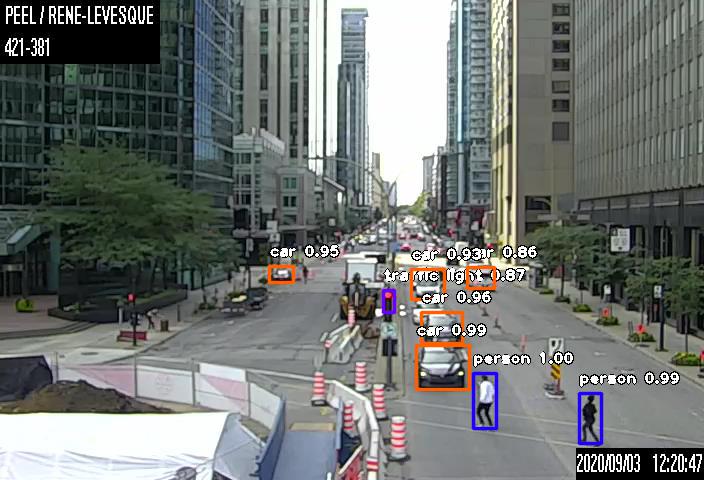 PEEL / RENE-LEVESQUE
421-381
car 0.95
car 0.93
car 0.86
traffic light 0.87
car 0.96
car 0.99
person 1.00
person 0.99
2020/09/03 12:20:47